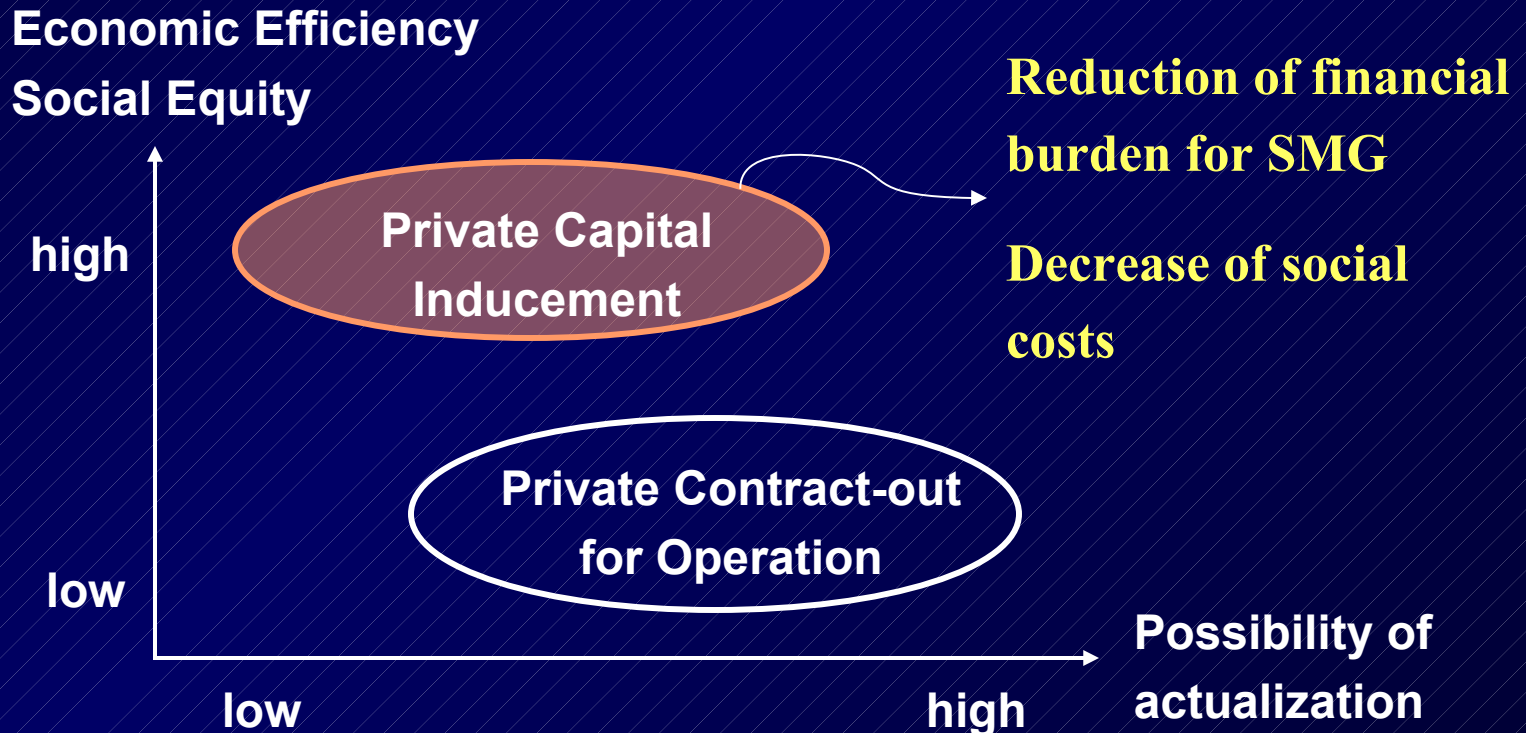 Economic Efficiency
Social Equity
Reduction of financial
burden for SMG
Decrease of social
costs
high
Private Capital
Inducement
Private Contract-out
for Operation
low
low
high
Possibility of
actualization